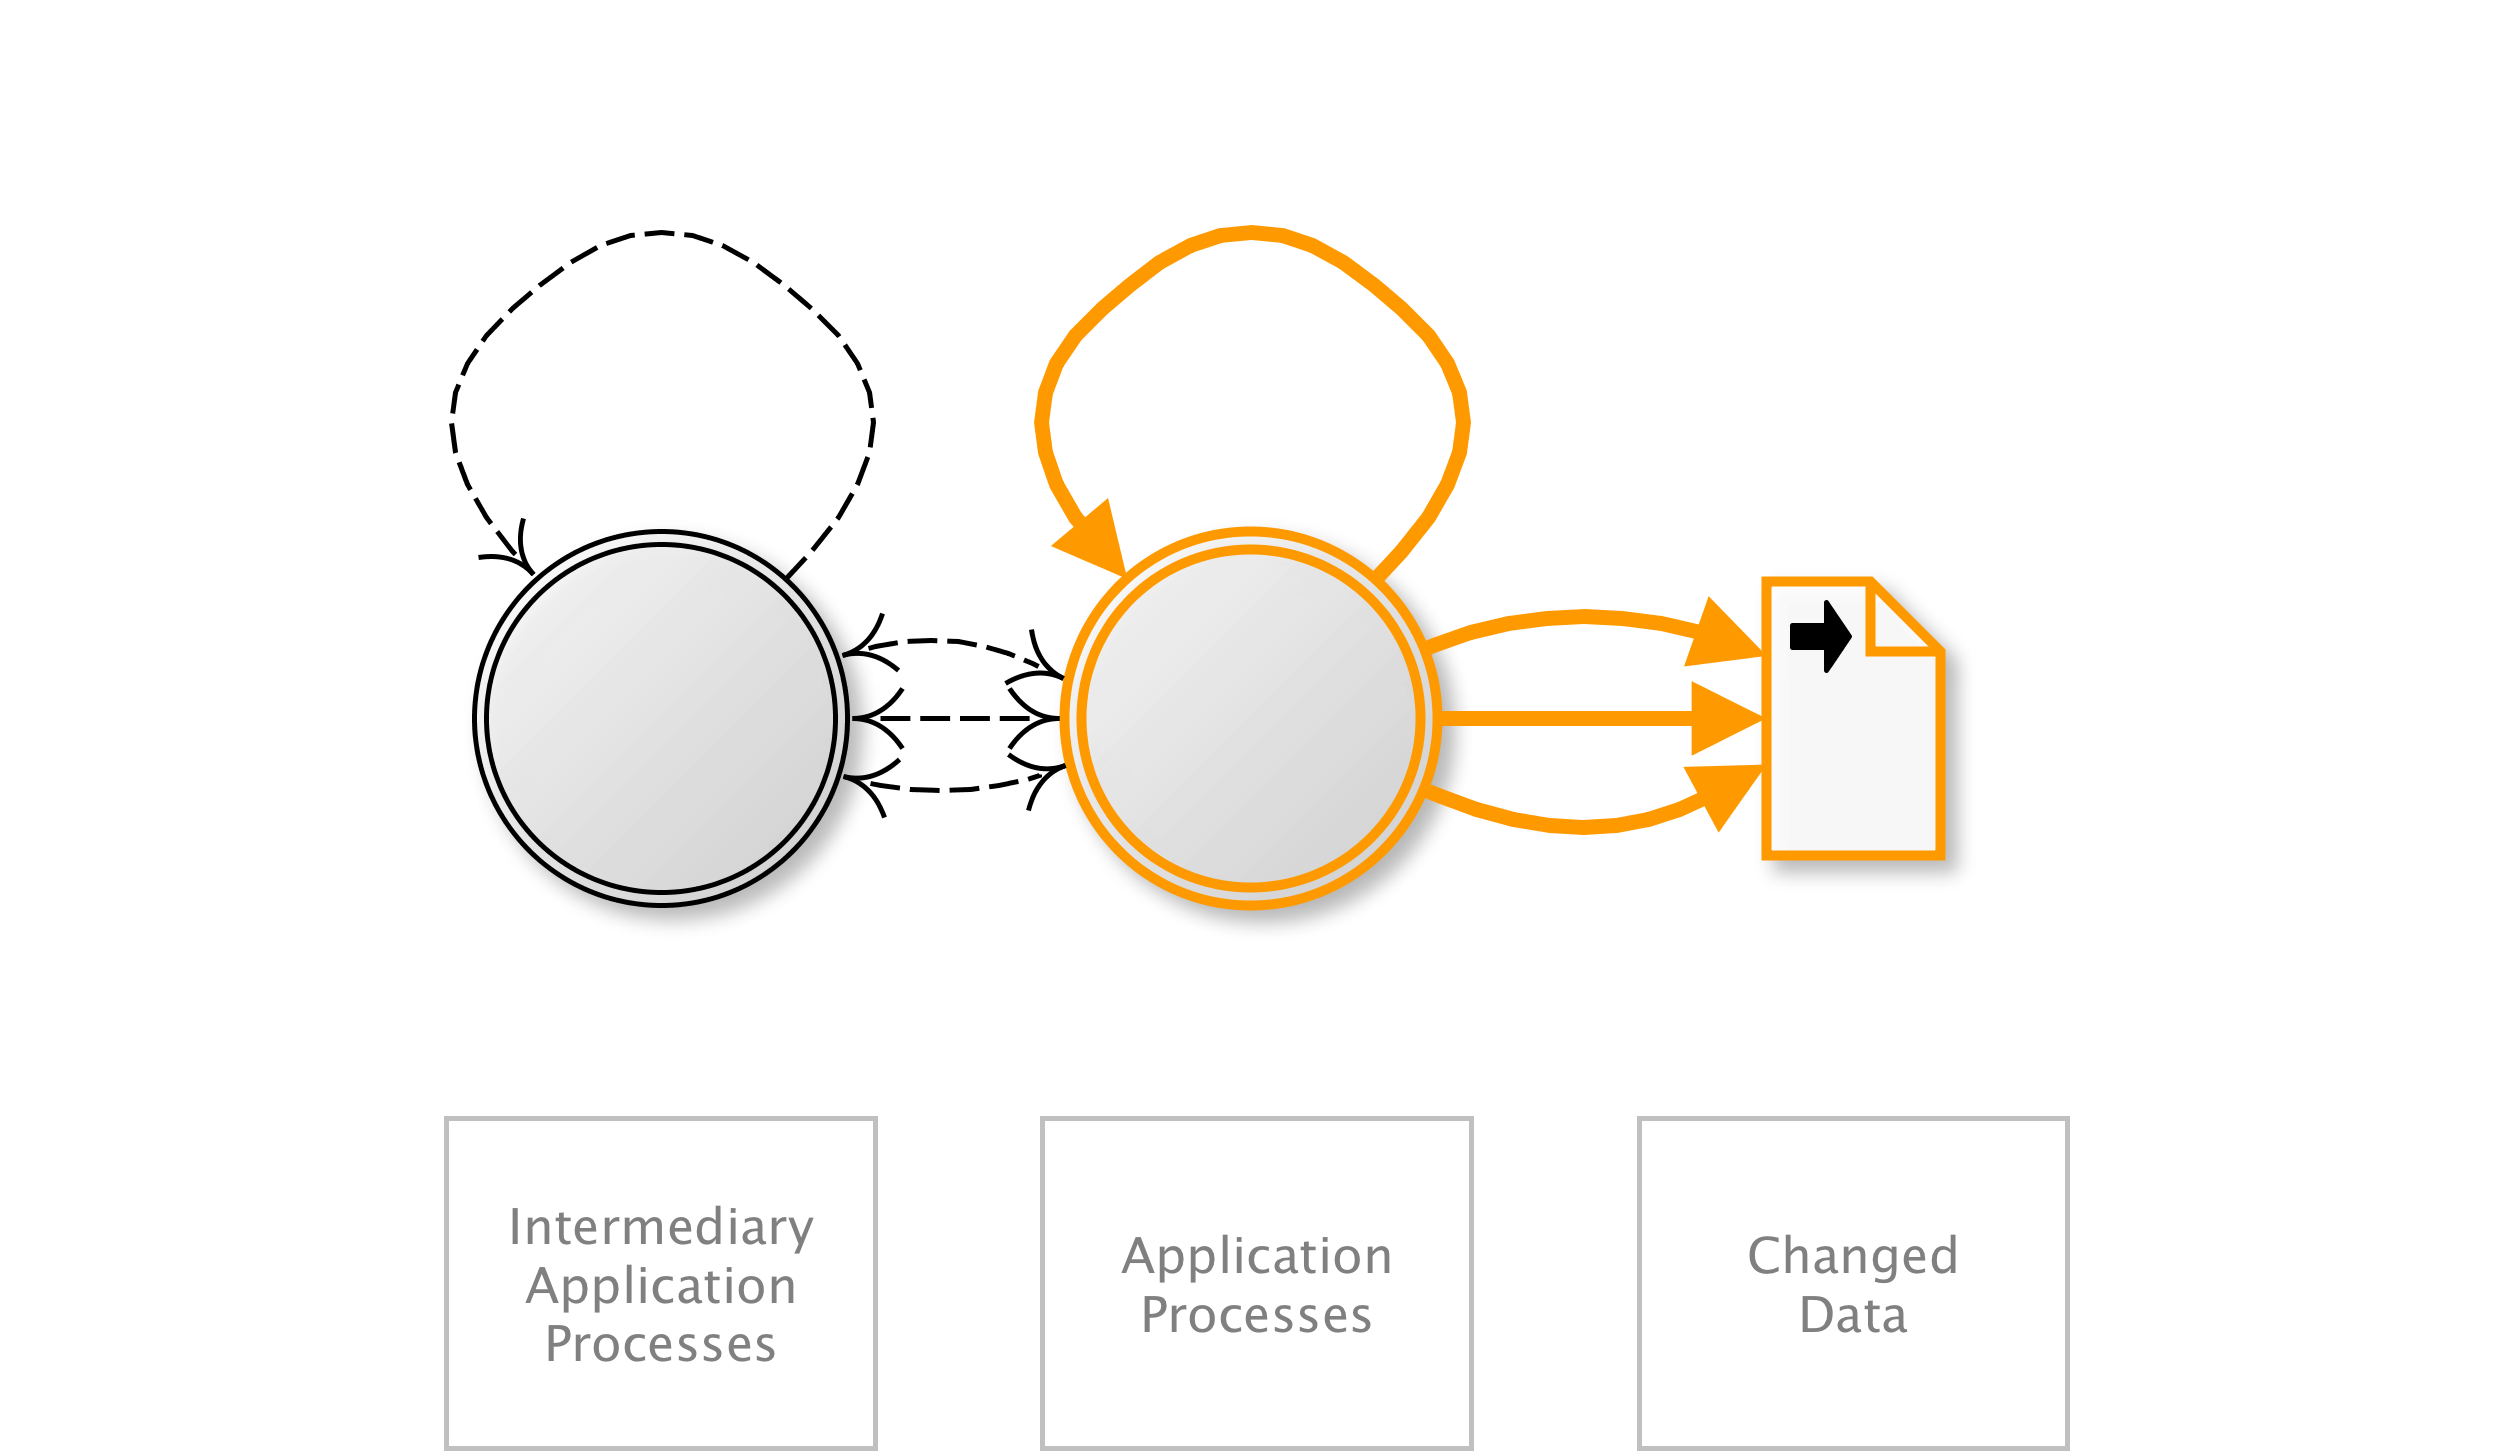 Intermediary
Application
Processes
Application
Processes
Changed
Data